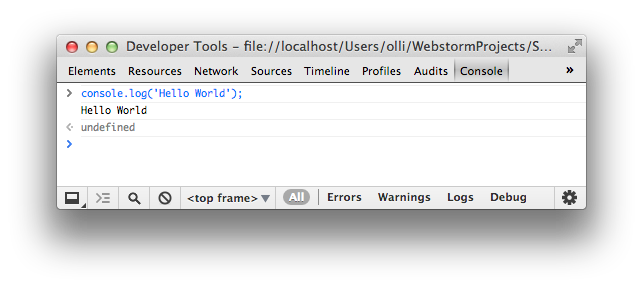 Developer Tools - file://localhost/Users/olli/WebstormProjects/S...
Elements Resources Network Sources Timeline Profiles Audits Console »
> console.log('Hello World');
Hello World
undefined
>
<top frame> ▼ All Errors Warnings Logs Debug